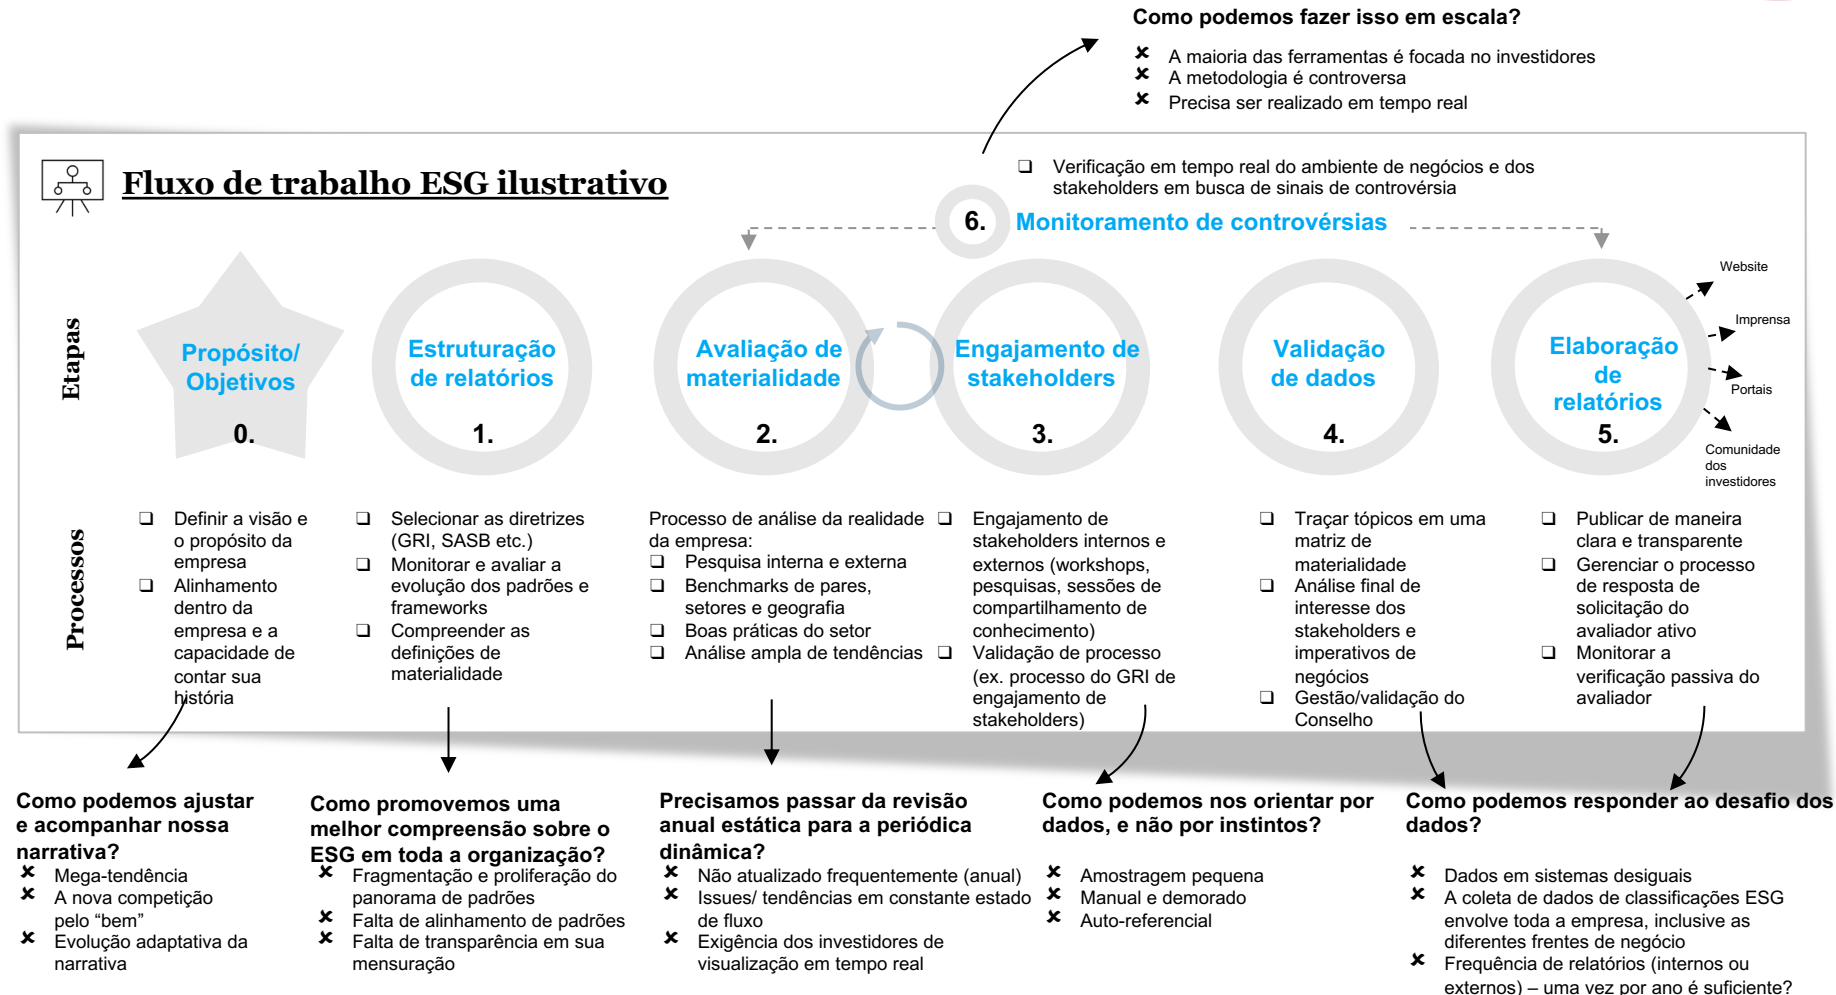 Como podemos fazer isso em escala?
✘ A maioria das ferramentas é focada no investidores
✘ A metodologia é controversa
✘ Precisa ser realizado em tempo real
Fluxo de trabalho ESG ilustrativo
❑ Verificação em tempo real do ambiente de negócios e dos
stakeholders em busca de sinais de controvérsia
6. Monitoramento de controvérsias
Etapas
Propósito/
Objetivos
0.
Estruturação
de relatórios
1.
Avaliação de
materialidade
2.
Engajamento de
stakeholders
3.
Validação
de dados
4.
Elaboração
de
relatórios
5.
Website
Imprensa
Portais
Comunidade
dos
investidores
Processos
❑ Definir a visão e
o propósito da
empresa
❑ Alinhamento
dentro da
empresa e a
capacidade de
contar sua
história
❑ Selecionar as diretrizes
(GRI, SASB etc.)
❑ Monitorar e avaliar a
evolução dos padrões e
frameworks
❑ Compreender as
definições de
materialidade
Processo de análise da realidade
da empresa:
❑ Pesquisa interna e externa
❑ Benchmarks de pares,
setores e geografia
❑ Boas práticas do setor
❑ Análise ampla de tendências
❑ Engajamento de
stakeholders internos e
externos (workshops,
pesquisas, sessões de
compartilhamento de
conhecimento)
❑ Validação de processo
(ex. processo do GRI de
engajamento de
stakeholders)
❑ Traçar tópicos em uma
matriz de
materialidade
❑ Análise final de
interesse dos
stakeholders e
imperativos de
negócios
❑ Gestão/validação do
Conselho
❑ Publicar de maneira
clara e transparente
❑ Gerenciar o processo
de resposta de
solicitação do
avaliador ativo
❑ Monitorar a
verificação passiva do
avaliador
Como podemos ajustar
e acompanhar nossa
narrativa?
✘ Mega-tendência
✘ A nova competição
pelo “bem”
✘ Evolução adaptativa da
narrativa
Como promovemos uma
melhor compreensão sobre o
ESG em toda a organização?
✘ Fragmentação e proliferação do
panorama de padrões
✘ Falta de alinhamento de padrões
✘ Falta de transparência em sua
mensuração
Precisamos passar da revisão
anual estática para a periódica
dinâmica?
✘ Não atualizado frequentemente (anual)
✘ Issues/ tendências em constante estado
de fluxo
✘ Exigência dos investidores de
visualização em tempo real
Como podemos nos orientar por
dados, e não por instintos?
✘ Amostragem pequena
✘ Manual e demorado
✘ Auto-referencial
Como podemos responder ao desafio dos
dados?
✘ Dados em sistemas desiguais
✘ A coleta de dados de classificações ESG
envolve toda a empresa, inclusive as
diferentes frentes de negócio
✘ Frequência de relatórios (internos ou
externos) – uma vez por ano é suficiente?